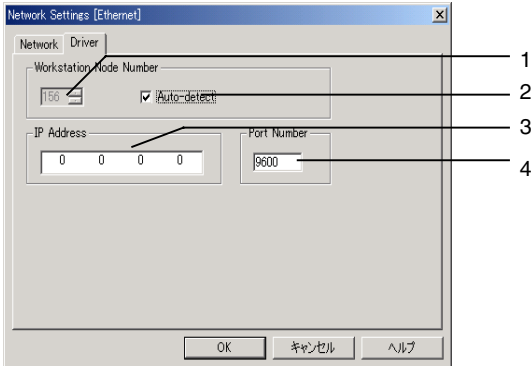 Network Settings [Ethernet]
Network Driver
Workstation Node Number
1
156 Auto-detect
2
IP Address Port Number
3
0 0 0 0 9600
4
OK キャンセル ヘルプ